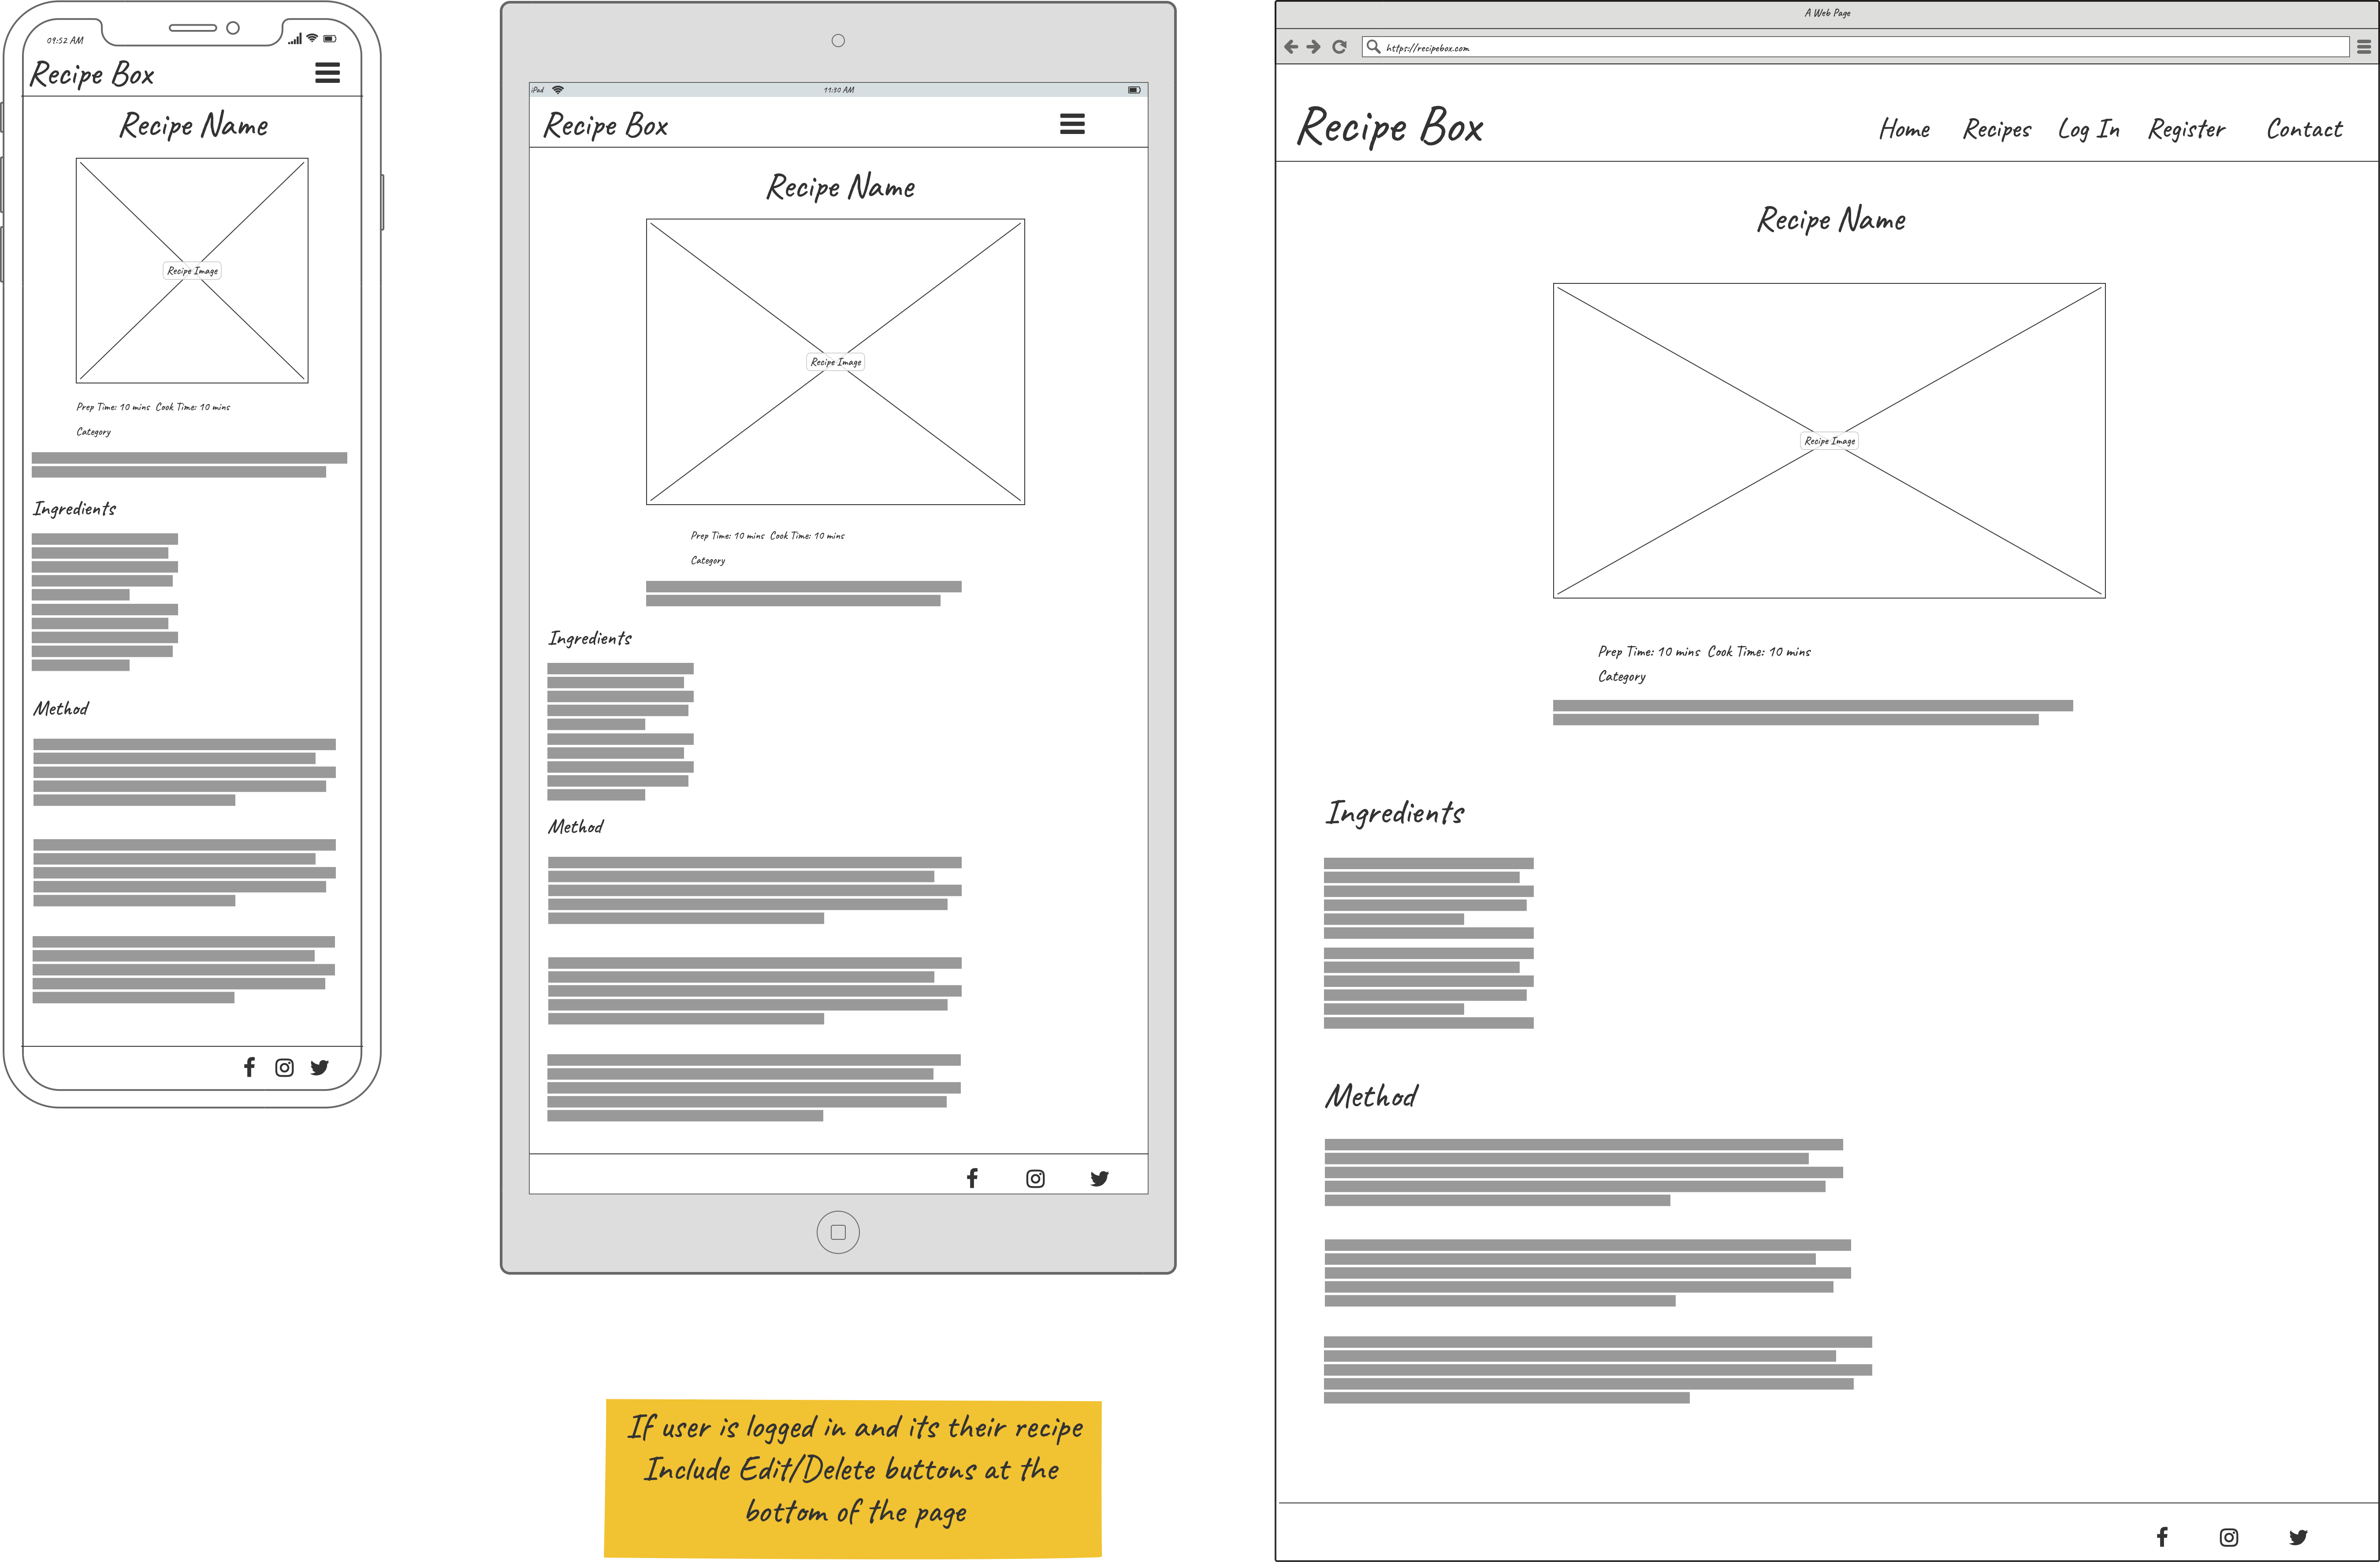 09:52 AM
Recipe Box
Recipe Name
Recipe Image
Prep Time: 10 mins Cook Time: 10 mins
Category
Ingredients
Method
iPad
11:30 AM
Recipe Box
Recipe Name
Recipe Image
Prep Time: 10 mins Cook Time: 10 mins
Category
Ingredients
Method
If user is logged in and its their recipe
Include Edit/Delete buttons at the
bottom of the page
A Web Page
https://recipebox.com
Recipe Box
Home Recipes Log In Register Contact
Recipe Name
Recipe Image
Prep Time: 10 mins Cook Time: 10 mins
Category
Ingredients
Method